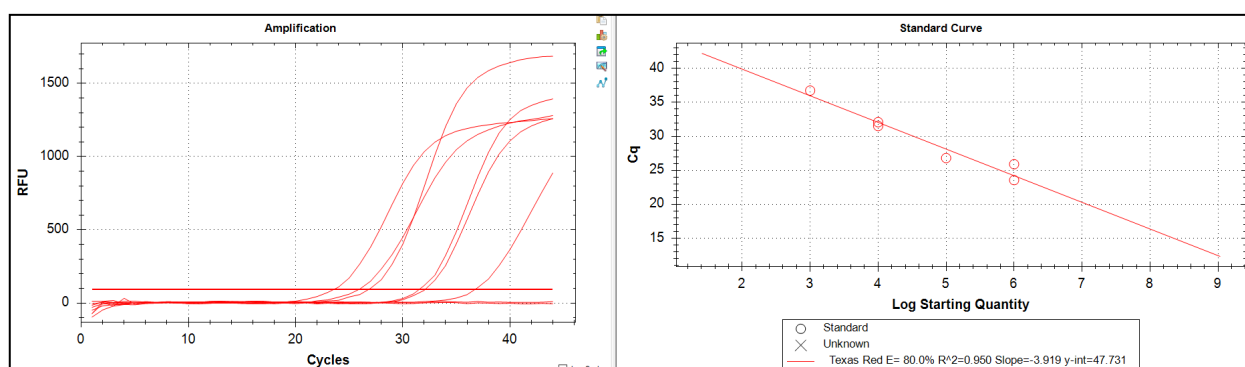 Amplification
1500
1000
500
0
RFU
0 10 20 30 40
Cycles
Standard Curve
40
35
30
25
20
15
Cq
2 3 4 5 6 7 8 9
Log Starting Quantity
Standard
Unknown
Texas Red E= 80.0% R^2=0.950 Slope=-3.919 y-int=47.731